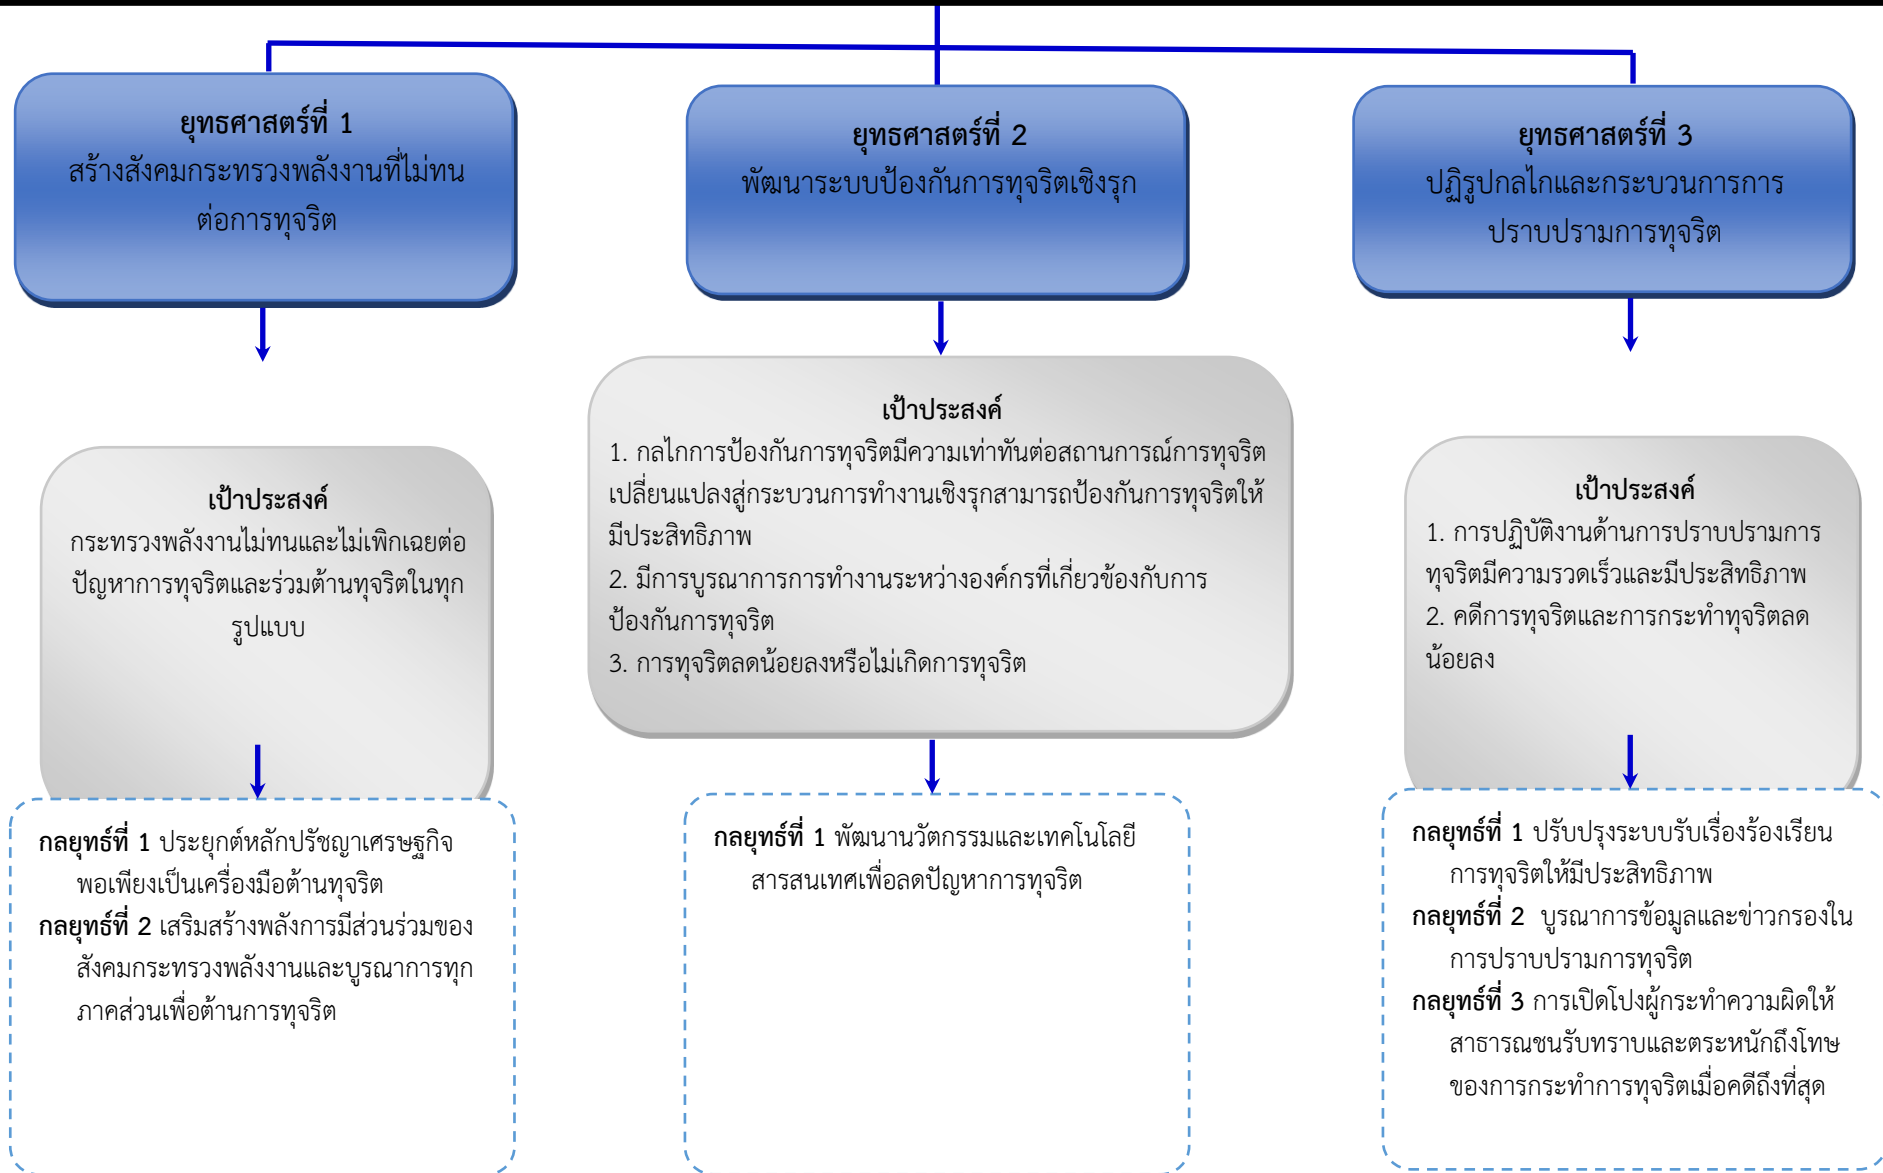 ยุทธศาสตร์ที่ 1
สร้างสังคมกระทรวงพลังงานที่ไม่ทน
ต่อการทุจริต
ยุทธศาสตร์ที่ 2
พัฒนาระบบป้องกันการทุจริตเชิงรุก
ยุทธศาสตร์ที่ 3
ปฏิรูปกลไกและกระบวนการการ
ปราบปรามการทุจริต
เป้าประสงค์
กระทรวงพลังงานไม่ทนและไม่เพิกเฉยต่อ
ปัญหาการทุจริตและร่วมต้านทุจริตในทุก
รูปแบบ
เป้าประสงค์
1. กลไกการป้องกันการทุจริตมีความเท่าทันต่อสถานการณ์การทุจริต
เปลี่ยนแปลงสู่กระบวนการทำงานเชิงรุกสามารถป้องกันการทุจริตให้
มีประสิทธิภาพ
2. มีการบูรณาการการทำงานระหว่างองค์กรที่เกี่ยวข้องกับการ
ป้องกันการทุจริต
3. การทุจริตลดน้อยลงหรือไม่เกิดการทุจริต
เป้าประสงค์
1. การปฏิบัติงานด้านการปราบปรามการ
ทุจริตมีความรวดเร็วและมีประสิทธิภาพ
2. คดีการทุจริตและการกระทำทุจริตลด
น้อยลง
กลยุทธ์ที่ 1 ประยุกต์หลักปรัชญาเศรษฐกิจ
พอเพียงเป็นเครื่องมือต้านทุจริต
กลยุทธ์ที่ 2 เสริมสร้างพลังการมีส่วนร่วมของ
สังคมกระทรวงพลังงานและบูรณาการทุก
ภาคส่วนเพื่อต้านการทุจริต
กลยุทธ์ที่ 1 พัฒนานวัตกรรมและเทคโนโลยี
สารสนเทศเพื่อลดปัญหาการทุจริต
กลยุทธ์ที่ 1 ปรับปรุงระบบรับเรื่องร้องเรียน
การทุจริตให้มีประสิทธิภาพ
กลยุทธ์ที่ 2 บูรณาการข้อมูลและข่าวกรองใน
การปราบปรามการทุจริต
กลยุทธ์ที่ 3 การเปิดโปงผู้กระทำความผิดให้
สาธารณชนรับทราบและตระหนักถึงโทษ
ของการกระทำการทุจริตเมื่อคดีถึงที่สุด